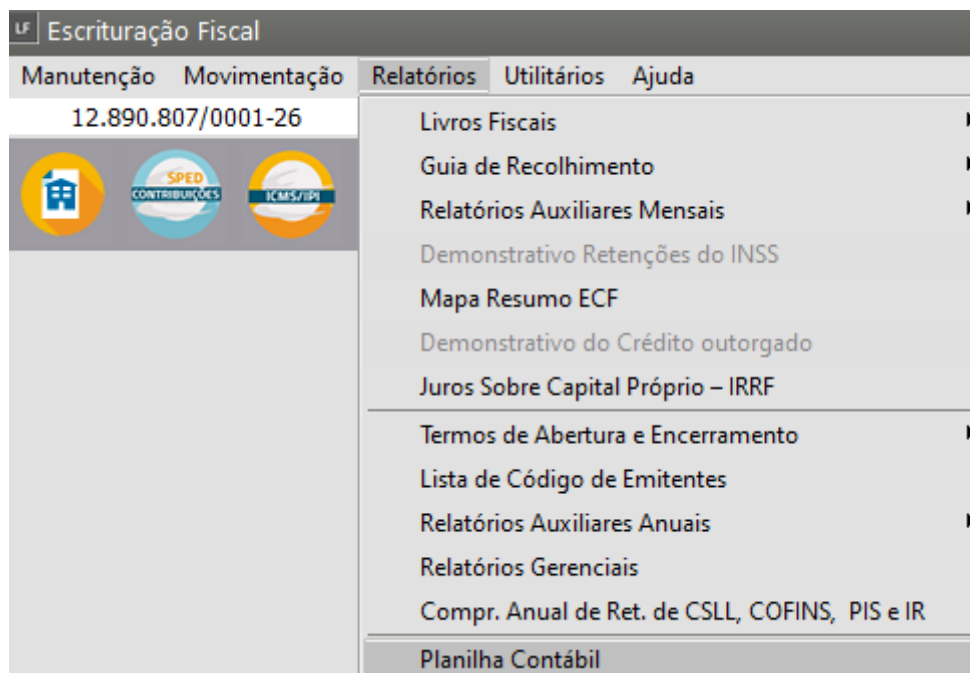 LF Escrituração Fiscal
Manutenção Movimentação Relatórios Utilitários Ajuda
12.890.807/0001-26
SPED
CONTRIBUIÇÕES
ICMS/IPI
Livros Fiscais
Guia de Recolhimento
Relatórios Auxiliares Mensais
Demonstrativo Retenções do INSS
Mapa Resumo ECF
Demonstrativo do Crédito outorgado
Juros Sobre Capital Próprio – IRRF
Termos de Abertura e Encerramento
Lista de Código de Emitentes
Relatórios Auxiliares Anuais
Relatórios Gerenciais
Compr. Anual de Ret. de CSLL, COFINS, PIS e IR
Planilha Contábil